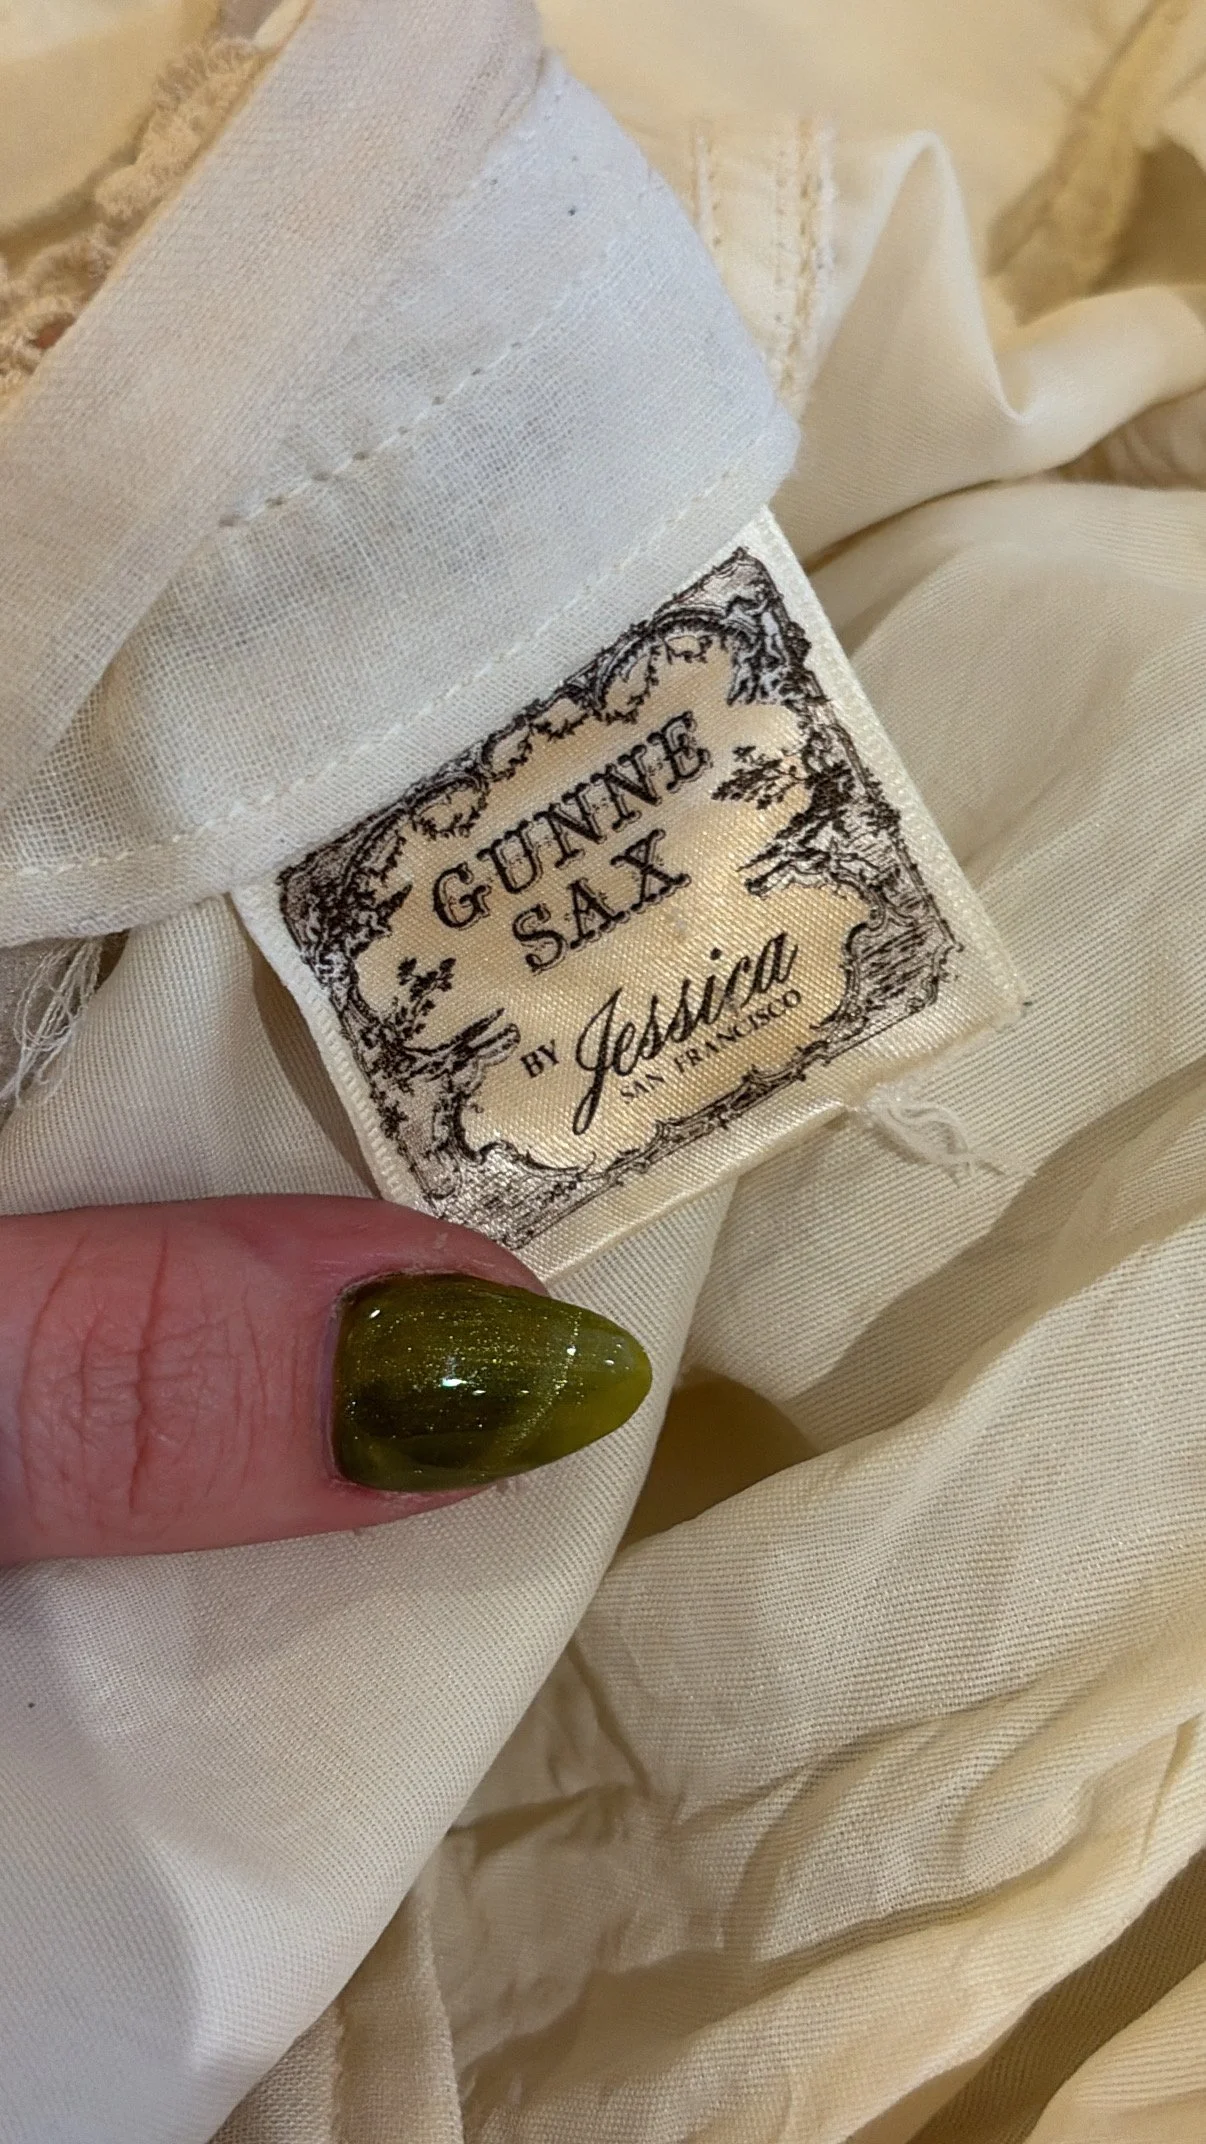 GUNNE
SAX
BY Jessica
SAN FRANCISCO